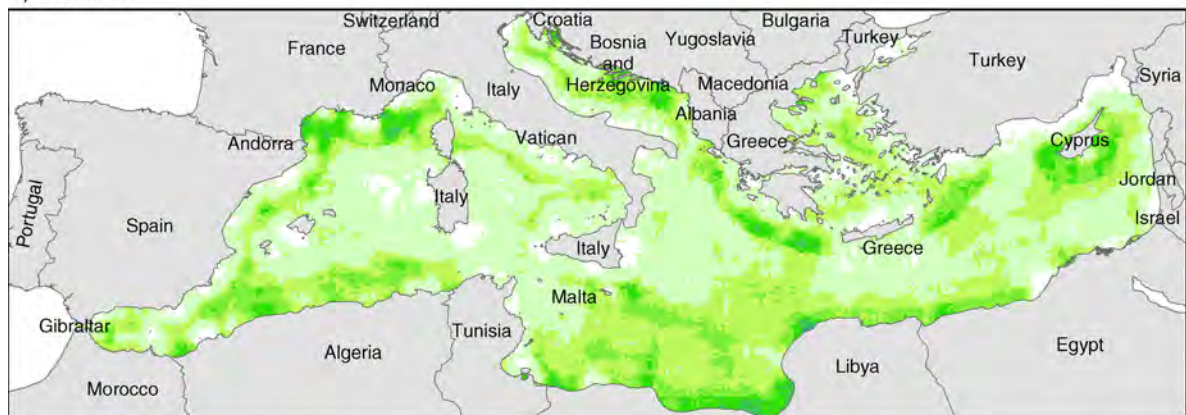 Switzerland
Croatia
Bulgaria
France
Bosnia
and
Herzegovina
Yugoslavia
Turkey
Turkey
Monaco
Italy
Macedonia
Syria
Andorra
Vatican
Albania
Greece
Cyprus
Portugal
Spain
Italy
Italy
Greece
Jordan
Israel
Gibraltar
Malta
Tunisia
Algeria
Morocco
Libya
Egypt